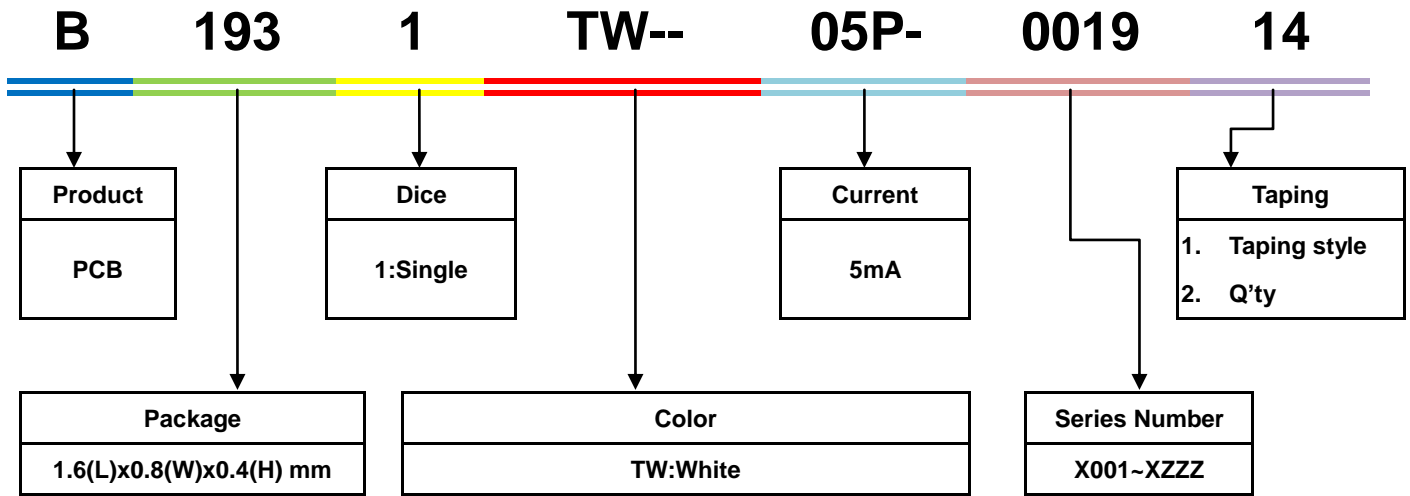 B 193 1 TW-- 05P- 0019 14
Product
PCB
Dice
1:Single
Current
5mA
Taping
1. Taping style
2. Q’ty
Package
1.6(L)x0.8(W)x0.4(H) mm
Color
TW:White
Series Number
X001~XZZZ